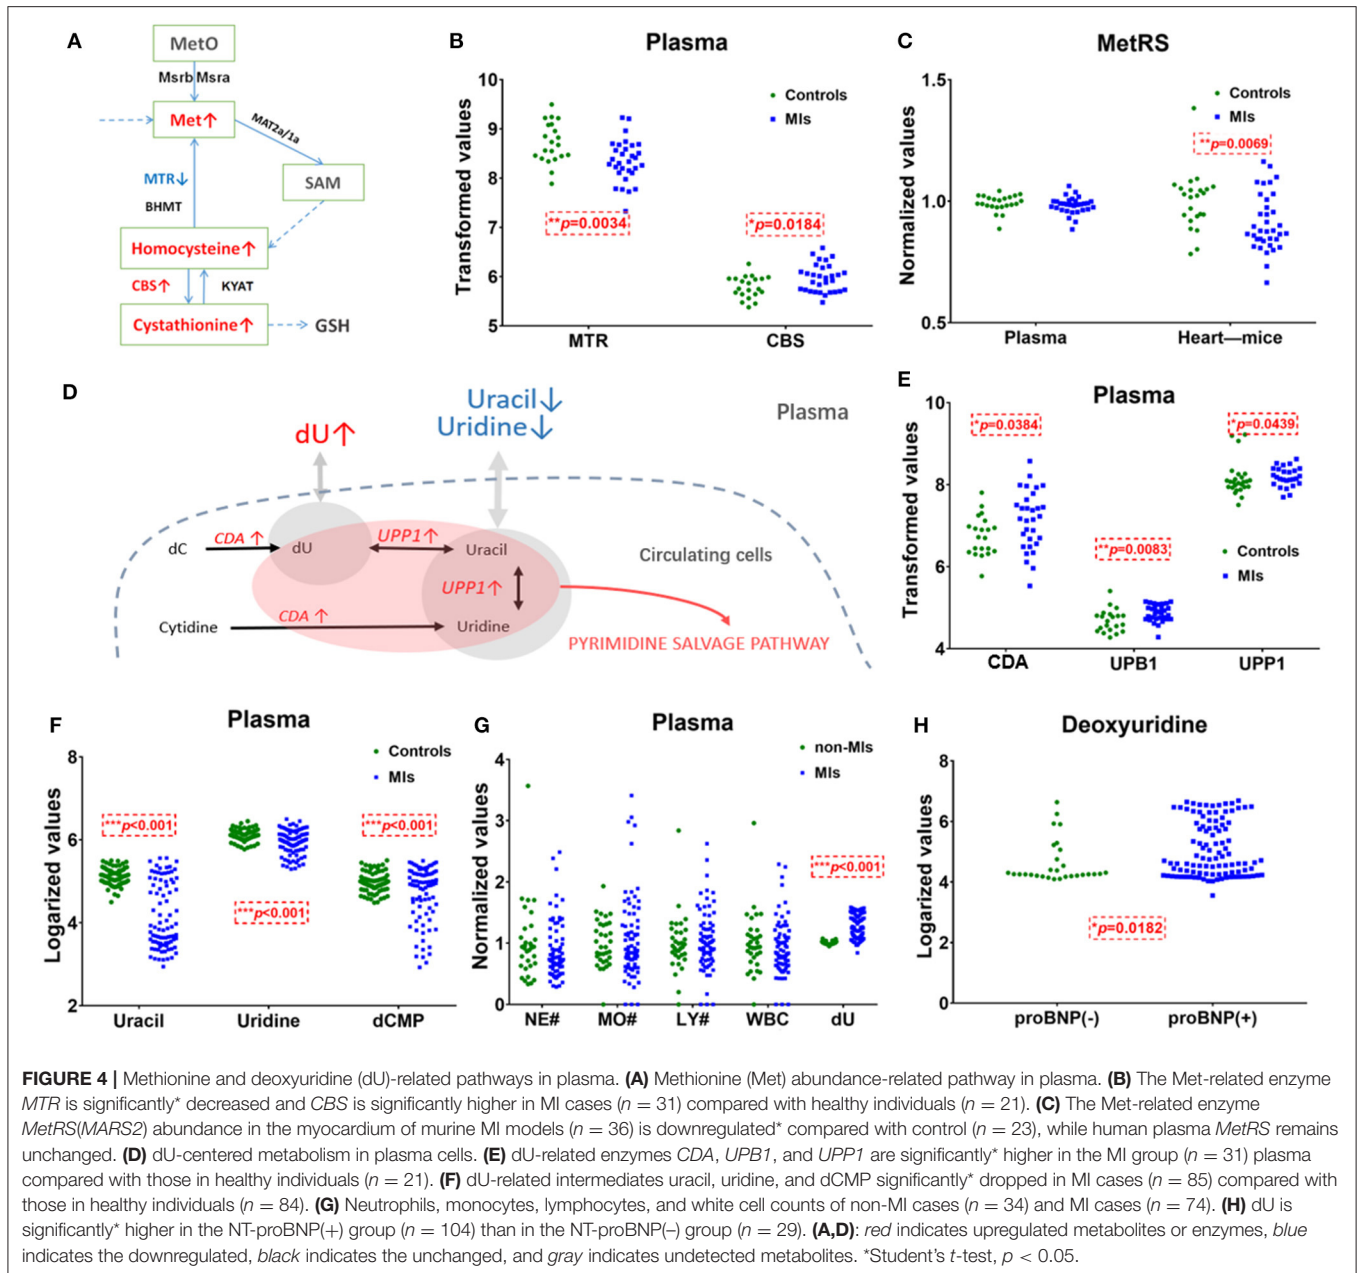 A
MetO
Msrb Msra
Met↑
MAT2a/1a
MTR↓
SAM
BHMT
Homocysteine↑
CBS↑
KYAT
Cystathionine↑
GSH
B
Plasma
Transformed values
10
9
8
7
6
5
Controls
MIs
**p=0.0034
*p=0.0184
MTR
CBS
C
MetRS
Normalized values
1.5
1.0
0.5
Controls
MIs
**p=0.0069
Plasma
Heart—mice
D
Uracil↓
Uridine↓
Plasma
dU↑
dC
CDA ↑
dU
UPP1↑
Uracil
Circulating cells
UPP1↑
Cytidine
CDA ↑
Uridine
PYRIMIDINE SALVAGE PATHWAY
E
Plasma
Transformed values
10
8
6
4
*p=0.0384
*p=0.0439
**p=0.0083
Controls
MIs
CDA
UPB1
UPP1
F
Plasma
Logarized values
8
6
4
2
Controls
MIs
***p<0.001
***p<0.001
***p<0.001
Uracil
Uridine
dCMP
G
Plasma
Normalized values
4
3
2
1
0
non-MIs
MIs
***p<0.001
NE#
MO#
LY#
WBC
dU
H
Deoxyuridine
Logarized values
8
6
4
2
0
*p=0.0182
proBNP(-)
proBNP(+)
FIGURE 4 | Methionine and deoxyuridine (dU)-related pathways in plasma. (A) Methionine (Met) abundance-related pathway in plasma. (B) The Met-related enzyme
MTR is significantly* decreased and CBS is significantly higher in MI cases (n = 31) compared with healthy individuals (n = 21). (C) The Met-related enzyme
MetRS(MARS2) abundance in the myocardium of murine MI models (n = 36) is downregulated* compared with control (n = 23), while human plasma MetRS remains
unchanged. (D) dU-centered metabolism in plasma cells. (E) dU-related enzymes CDA, UPB1, and UPP1 are significantly* higher in the MI group (n = 31) plasma
compared with those in healthy individuals (n = 21). (F) dU-related intermediates uracil, uridine, and dCMP significantly* dropped in MI cases (n = 85) compared with
those in healthy individuals (n = 84). (G) Neutrophils, monocytes, lymphocytes, and white cell counts of non-MI cases (n = 34) and MI cases (n = 74). (H) dU is
significantly* higher in the NT-proBNP(+) group (n = 104) than in the NT-proBNP(–) group (n = 29). (A,D): red indicates upregulated metabolites or enzymes, blue
indicates the downregulated, black indicates the unchanged, and gray indicates undetected metabolites. *Student's t-test, p < 0.05.